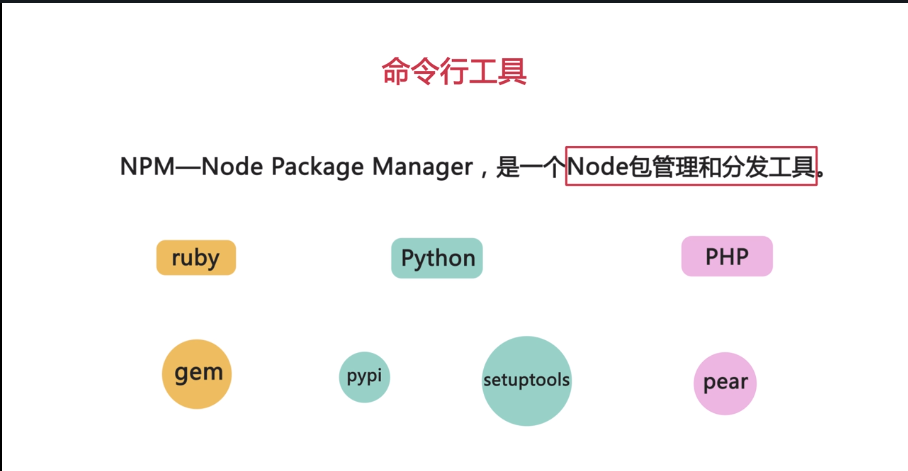 命令行工具
NPM—Node Package Manager，是一个Node包管理和分发工具。
ruby
Python
PHP
gem
pypi
setuptools
pear